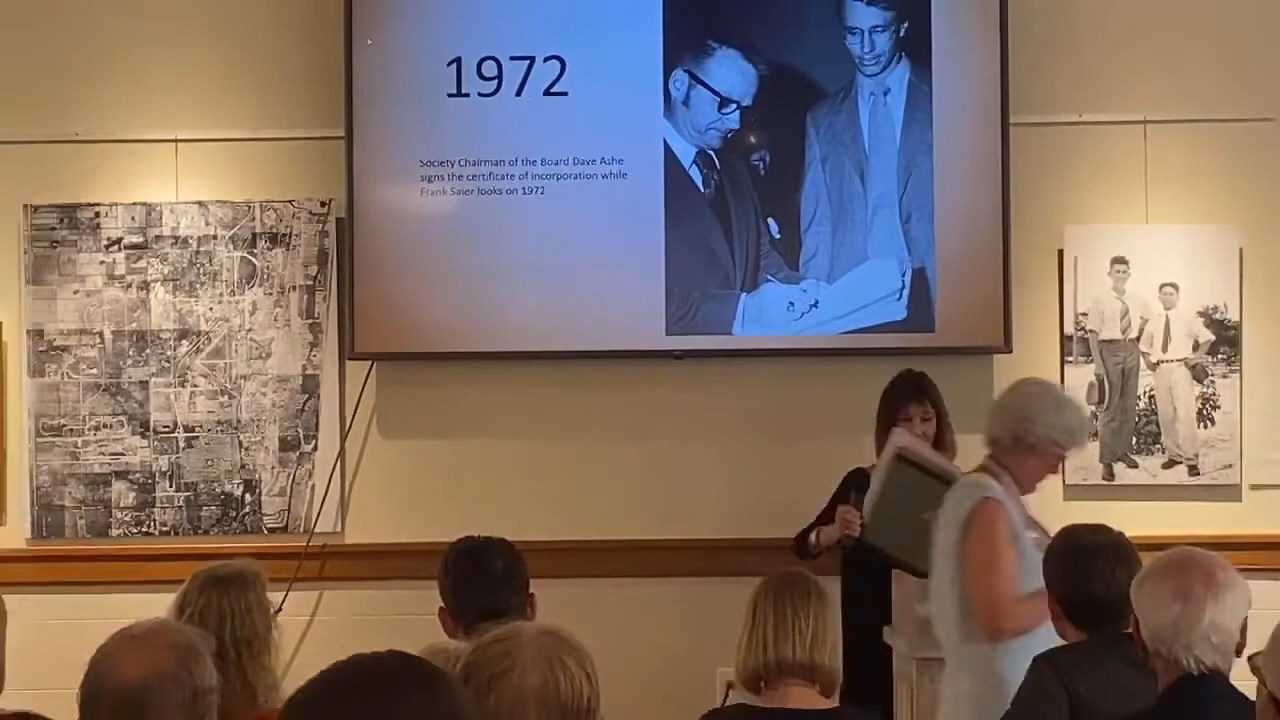 1972
Society Chairman of the Board Dave Ashe
signs the certificate of incorporation while
Frank Saier looks on 1972